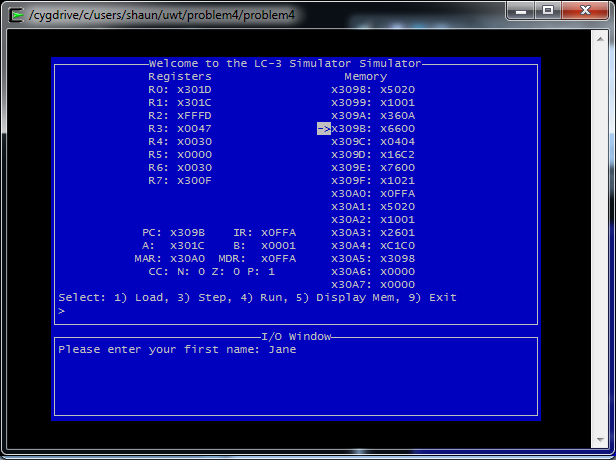 /cygdrive/c/users/shaun/uwt/problem4/problem4
Welcome to the LC-3 Simulator Simulator
Registers Memory
R0: x301D x3098: x5020
R1: x301C x3099: x1001
R2: xFFFD x309A: x360A
R3: x0047 ->x309B: x6600
R4: x0030 x309C: x0404
R5: x0000 x309D: x16C2
R6: x0030 x309E: x7600
R7: x300F x309F: x1021
x30A0: x0FFA
x30A1: x5020
x30A2: x1001
PC: x309B IR: x0FFA x30A3: x2601
A: x301C B: x0001 x30A4: xC1C0
MAR: x30A0 MDR: x0FFA x30A5: x3098
CC: N: 0 Z: 0 P: 1 x30A6: x0000
x30A7: x0000
Select: 1) Load, 3) Step, 4) Run, 5) Display Mem, 9) Exit
>
I/O Window
Please enter your first name: Jane